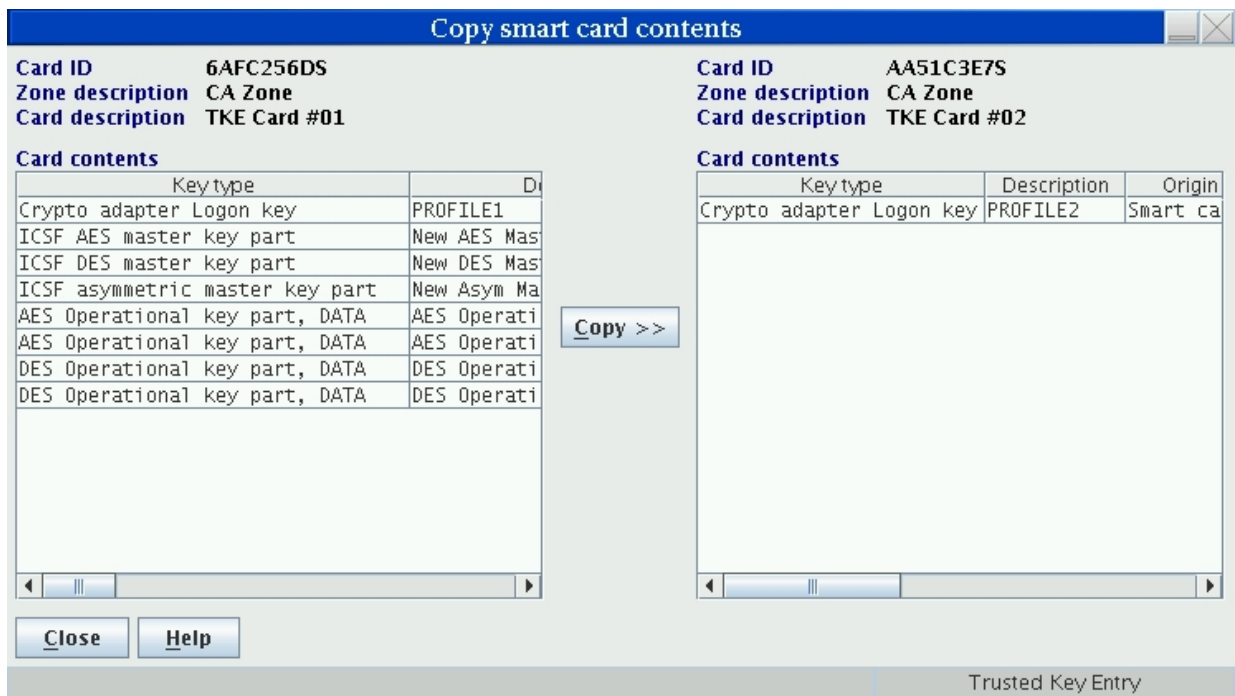 Copy smart card contents
Card ID 6AFC256DS
Zone description CA Zone
Card description TKE Card #01
Card contents
Key type De
Crypto adapter Logon key PROFILE1
ICSF AES master key part New AES Mas
ICSF DES master key part New DES Mas
ICSF asymmetric master key part New Asym Ma
AES Operational key part, DATA AES Operati
AES Operational key part, DATA AES Operati
DES Operational key part, DATA DES Operati
DES Operational key part, DATA DES Operati
Copy >>
Card ID AA51C3E7S
Zone description CA Zone
Card description TKE Card #02
Card contents
Key type Description Origin
Crypto adapter Logon key PROFILE2 Smart ca
Close Help
Trusted Key Entry